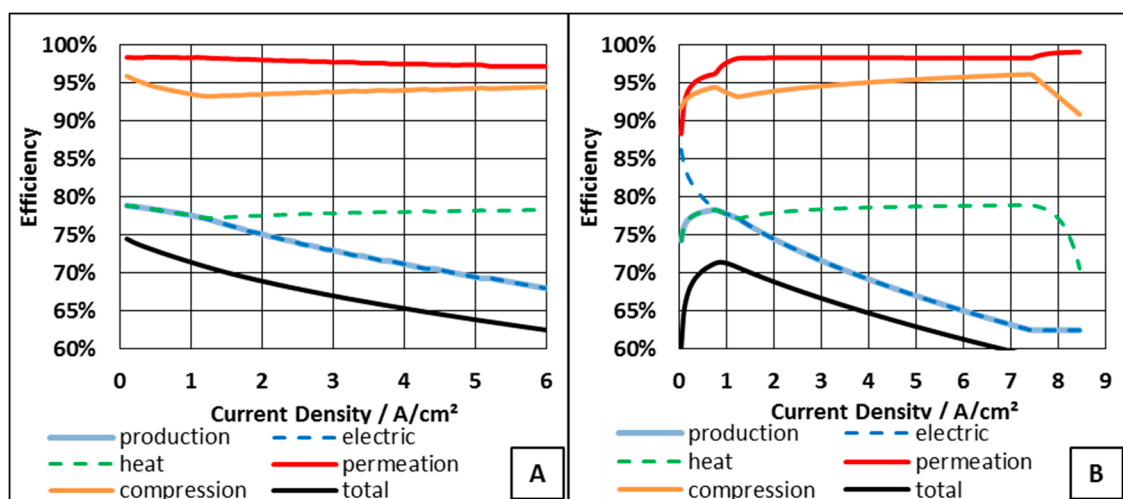 100%
95%
90%
85%
80%
75%
70%
65%
60%
Efficiency
0 1 2 3 4 5 6
Current Density / A/cm²
production electric
heat permeation
compression total
A
100%
95%
90%
85%
80%
75%
70%
65%
60%
Efficiency
0 1 2 3 4 5 6 7 8 9
Current Density / A/cm²
production electric
heat permeation
compression total
B